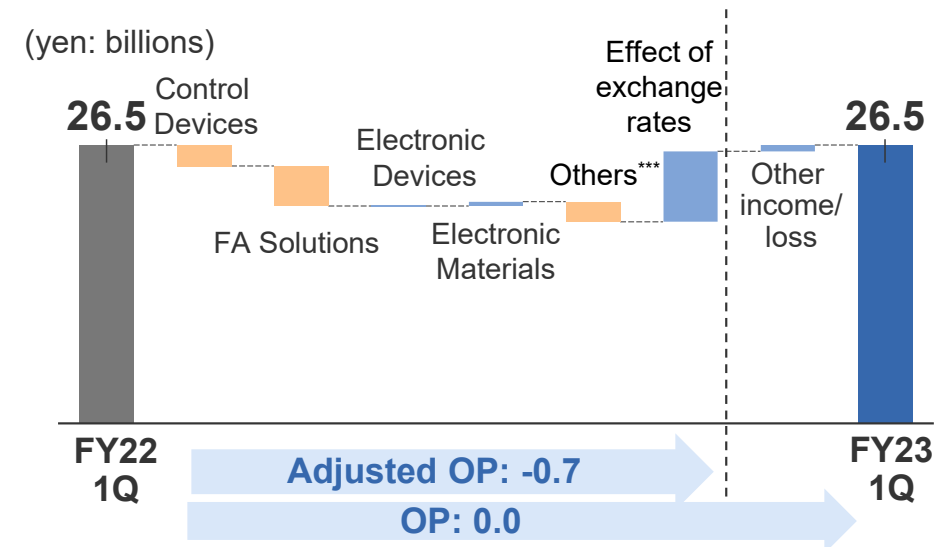 (yen: billions)
26.5
Control
Devices
FA Solutions
Electronic
Devices
Electronic
Materials
Others***
Effect of
exchange
rates
Other
income/
loss
26.5
FY22
1Q
FY23
1Q
Adjusted OP: -0.7
OP: 0.0